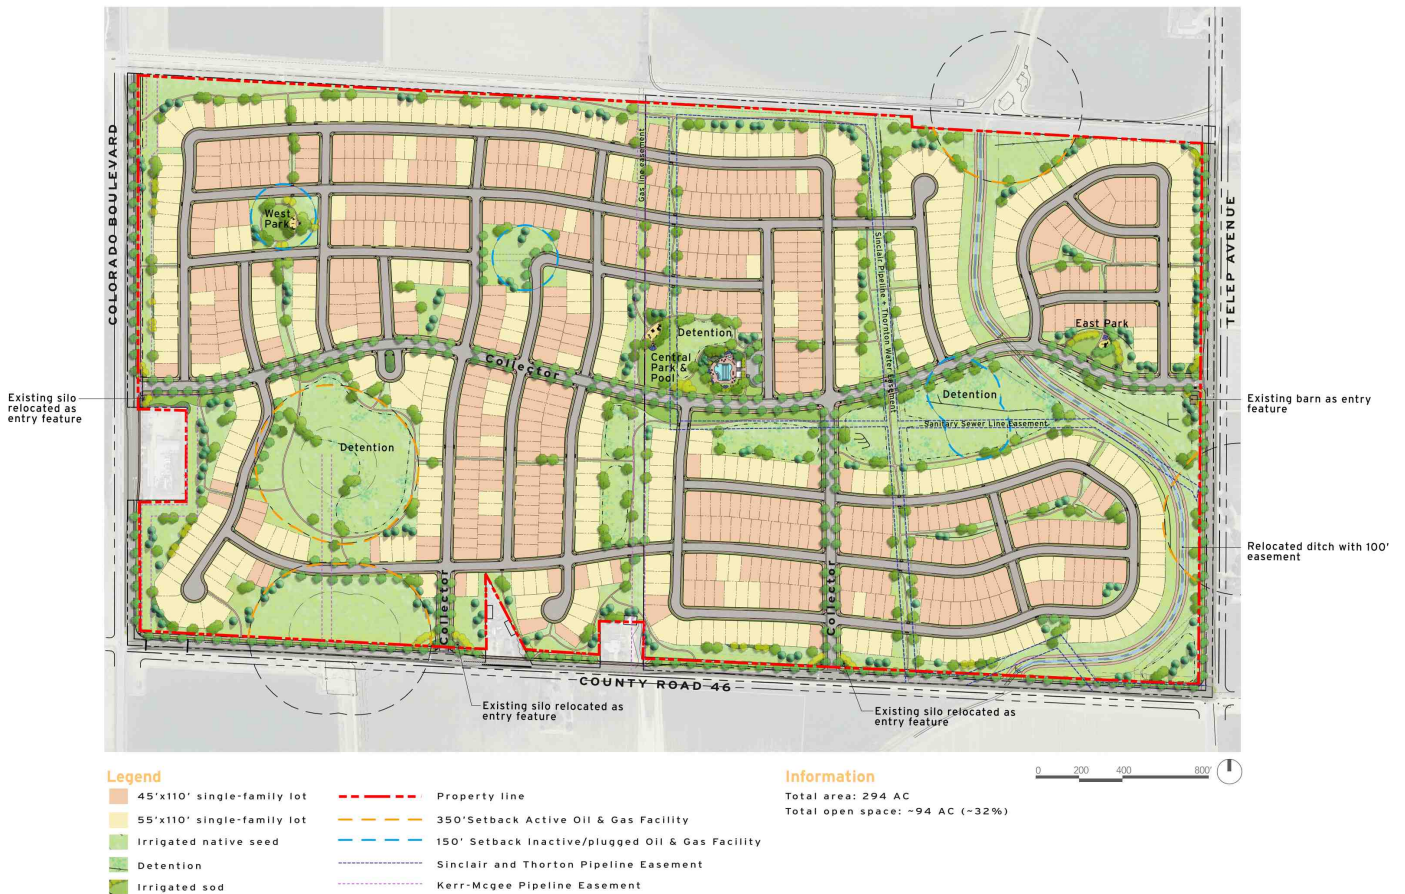 COLORADO BOULEVARD
Gas line easement
West
Park
Sinclair Pipeline + Thornton Water Easement
TELEP AVENUE
East Park
Detention
Central
Park &
Pool
Collector
Existing silo
relocated as
entry feature
Detention
Existing barn as entry
feature
Sanitary Sewer Line Easement
Detention
Relocated ditch with 100'
easement
Collector
Collector
COUNTY ROAD 46
Existing silo relocated as
entry feature
Existing silo relocated as
entry feature
Legend
45'x110' single-family lot
55'x110' single-family lot
Irrigated native seed
Detention
Irrigated sod
Property line
350'Setback Active Oil & Gas Facility
150' Setback Inactive/plugged Oil & Gas Facility
Sinclair and Thorton Pipeline Easement
Kerr-Mcgee Pipeline Easement
Information
Total area: 294 AC
Total open space: ~94 AC (~32%)
0 200 400 800'